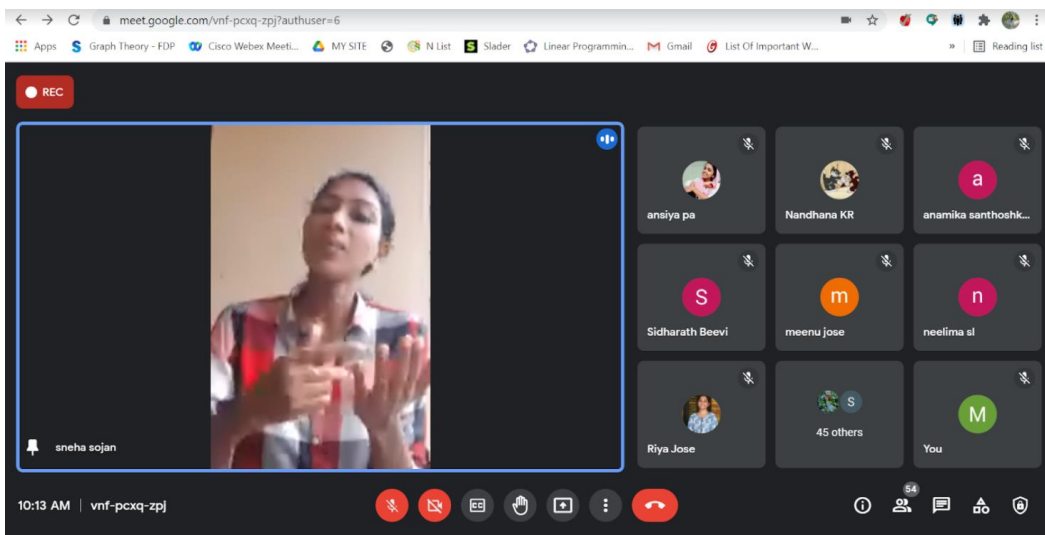 meet.google.com/vnf-pcxq-zpj?authuser=6
Apps S Graph Theory - FDP Cisco Webex Meeti... MY SITE N List S Slader Linear Programmin... M Gmail List Of Important W... » Reading list
REC
ansiya pa
Nandhana KR
a
anamika santhoshk...
S
Sidharath Beevi
m
meenu jose
n
neelima sl
Riya Jose
S
45 others
M
You
sneha sojan
10:13 AM | vnf-pcxq-zpj
CC
54